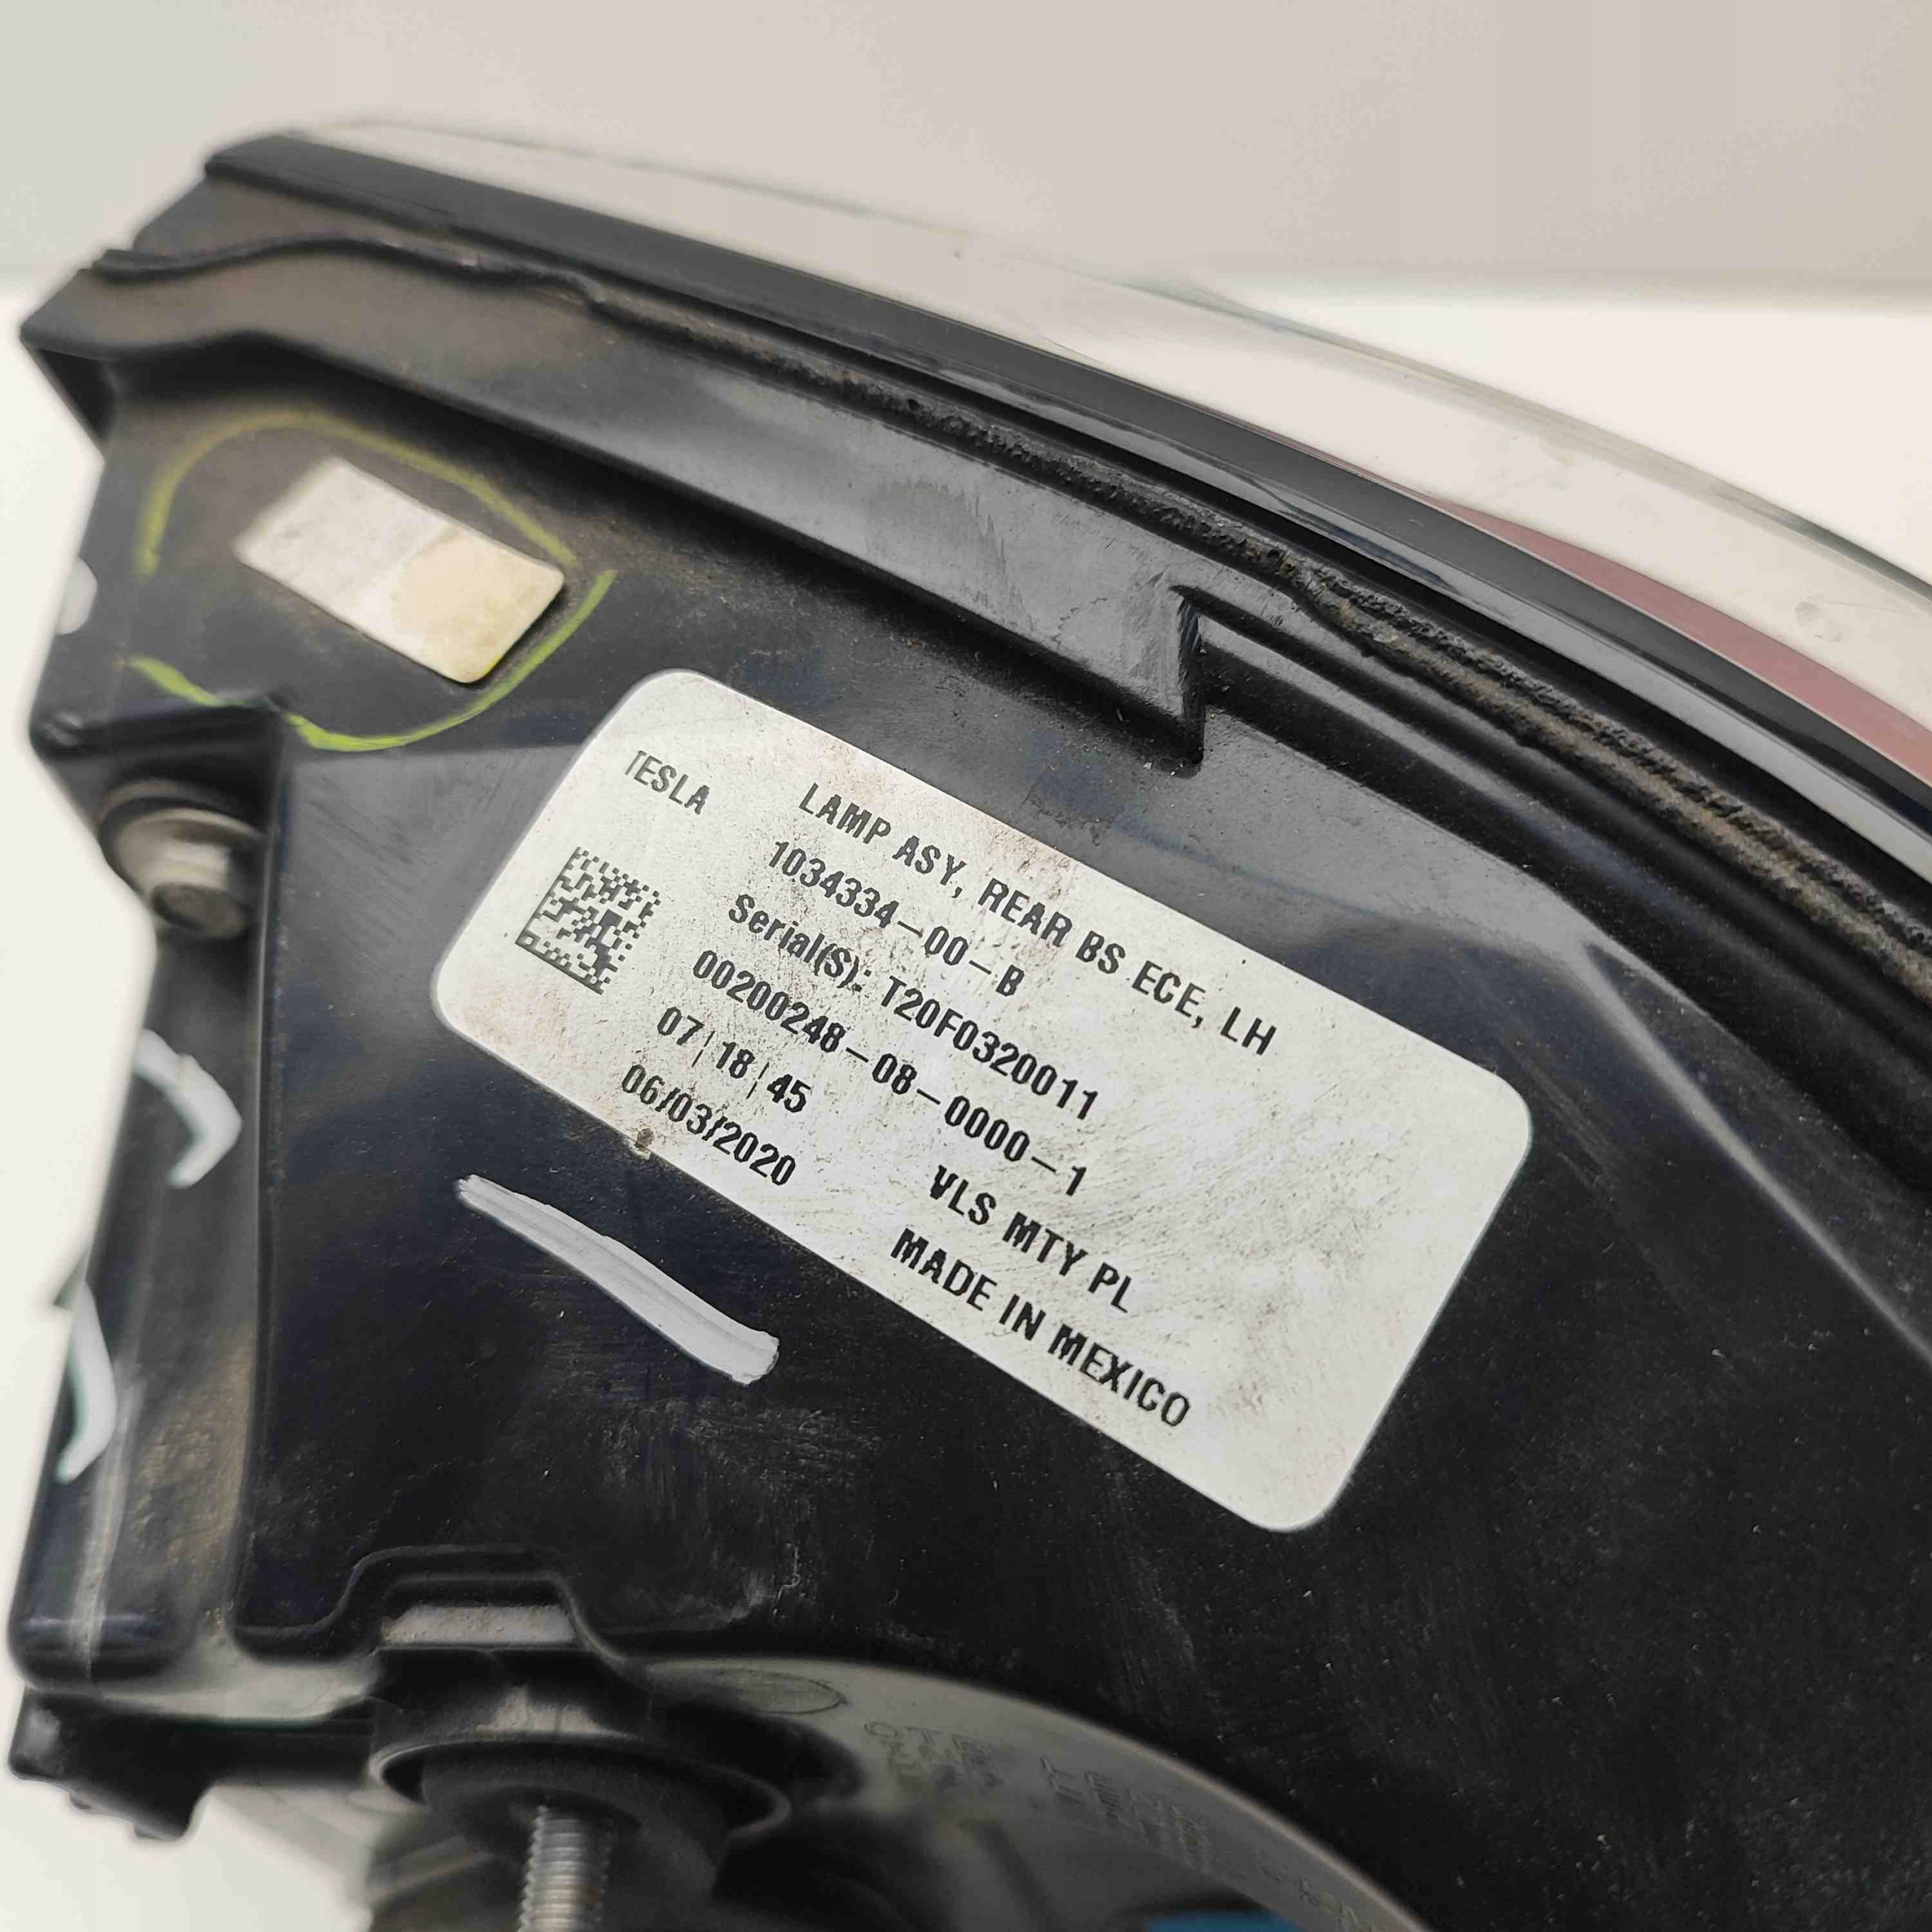 TESLA LAMP ASY, REAR BS ECE, LH
1034334-00-B
Serial(S): T20F0320011
00200248-08-0000-1
07|18|45 VLS MTY PL
06/03/2020 MADE IN MEXICO